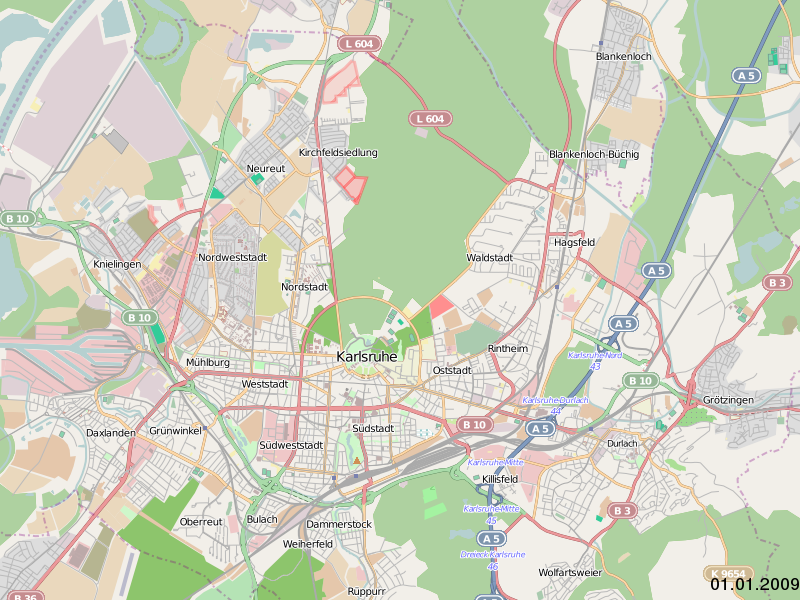 L 604
Blankenloch
A 5
L 604
Kirchfeldsiedlung
Blankenloch-Büchig
Neureut
B 10
Hagsfeld
Knielingen
Nordweststadt
Waldstadt
A 5
Nordstadt
B 3
B 10
A 5
Rintheim
Karlsruhe
Karlsruhe-Nord
43
Mühlburg
Oststadt
Weststadt
B 10
Karlsruhe-Durlach
44
Grötzingen
Daxlanden
Grünwinkel
Südstadt
B 10
A 5
Südweststadt
Durlach
Karlsruhe-Mitte
Killisfeld
Karlsruhe-Mitte
45
B 3
Oberreut
Bulach
Dammerstock
Weiherfeld
A 5
Dreieck Karlsruhe
46
Wolfartsweier
K 9654
01.01.2009
Rüppurr
B 36
A 5